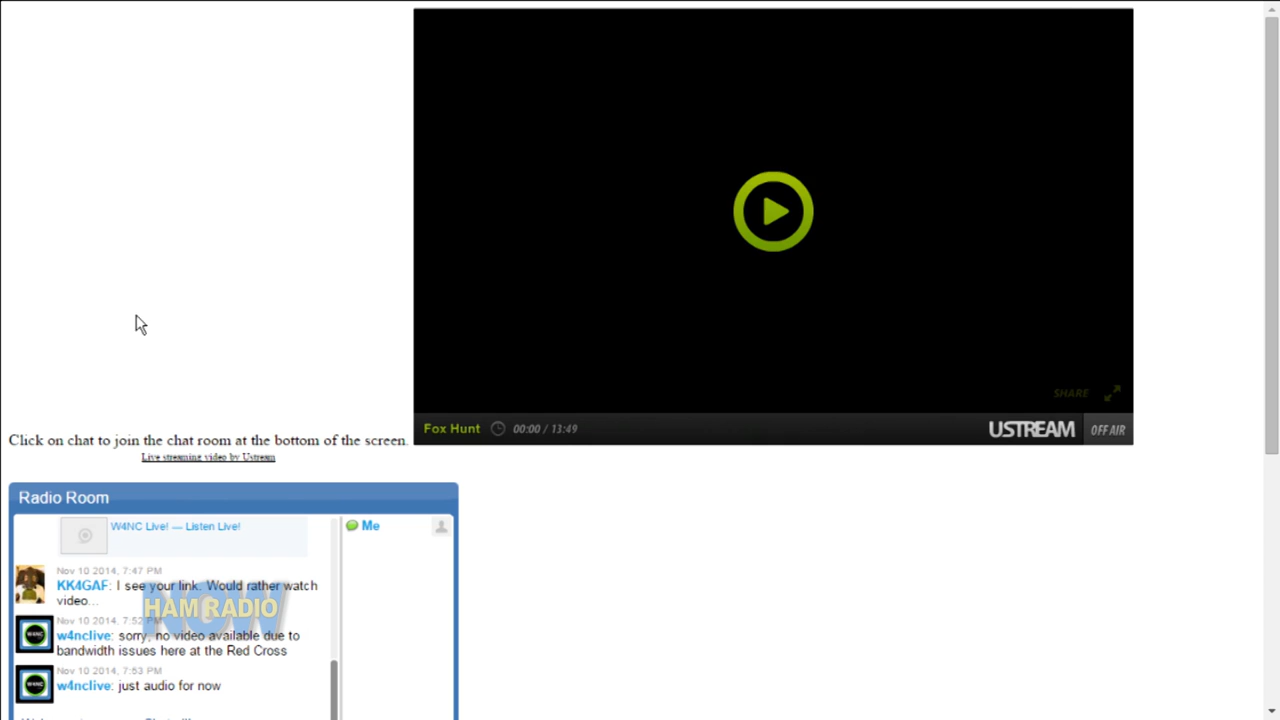 SHARE
Fox Hunt 00:00 / 13:49 USTREAM OFF AIR
Click on chat to join the chat room at the bottom of the screen.
Live streaming video by Ustream
Radio Room
W4NC Live! — Listen Live!
Me
Nov 10 2014, 7:47 PM
KK4GAF: I see your link. Would rather watch
video...
HAM RADIO
NOW
Nov 10 2014, 7:52 PM
w4nclive: sorry, no video available due to
bandwidth issues here at the Red Cross
Nov 10 2014, 7:53 PM
w4nclive: just audio for now